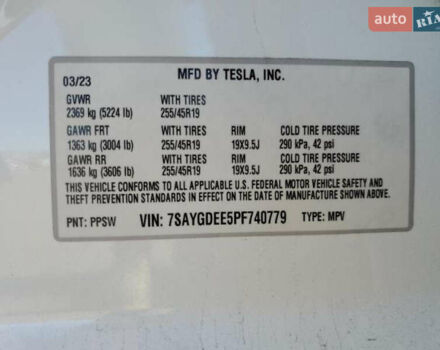 auto RIA
03/23 MFD BY TESLA, INC.
GVWR WITH TIRES
2369 kg (5224 lb) 255/45R19
GAWR FRT WITH TIRES RIM COLD TIRE PRESSURE
1363 kg (3004 lb) 255/45R19 19X9.5J 290 kPa, 42 psi
GAWR RR WITH TIRES RIM COLD TIRE PRESSURE
1636 kg (3606 lb) 255/45R19 19X9.5J 290 kPa, 42 psi
THIS VEHICLE CONFORMS TO ALL APPLICABLE U.S. FEDERAL MOTOR VEHICLE SAFETY AND
THEFT PREVENTION STANDARDS IN EFFECT ON THE DATE OF MANUFACTURE SHOWN ABOVE.
PNT: PPSW VIN: 7SAYGDEE5PF740779 TYPE: MPV